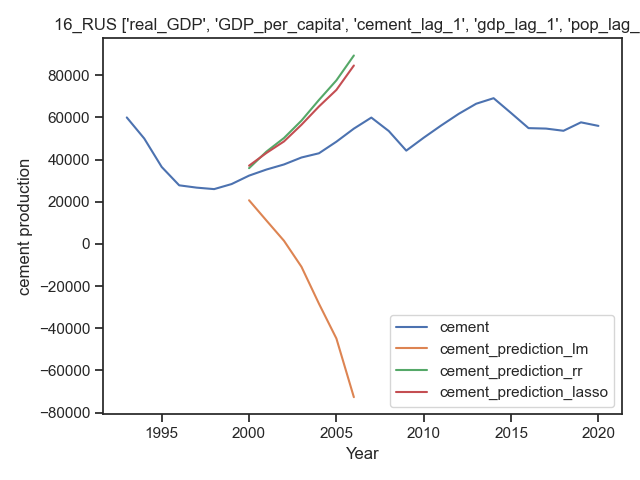 16_RUS ['real_GDP', 'GDP_per_capita', 'cement_lag_1', 'gdp_lag_1', 'pop_lag_
80000
60000
40000
20000
0
−20000
−40000
−60000
−80000
cement production
1995
2000
2005
2010
2015
2020
Year
cement
cement_prediction_lm
cement_prediction_rr
cement_prediction_lasso